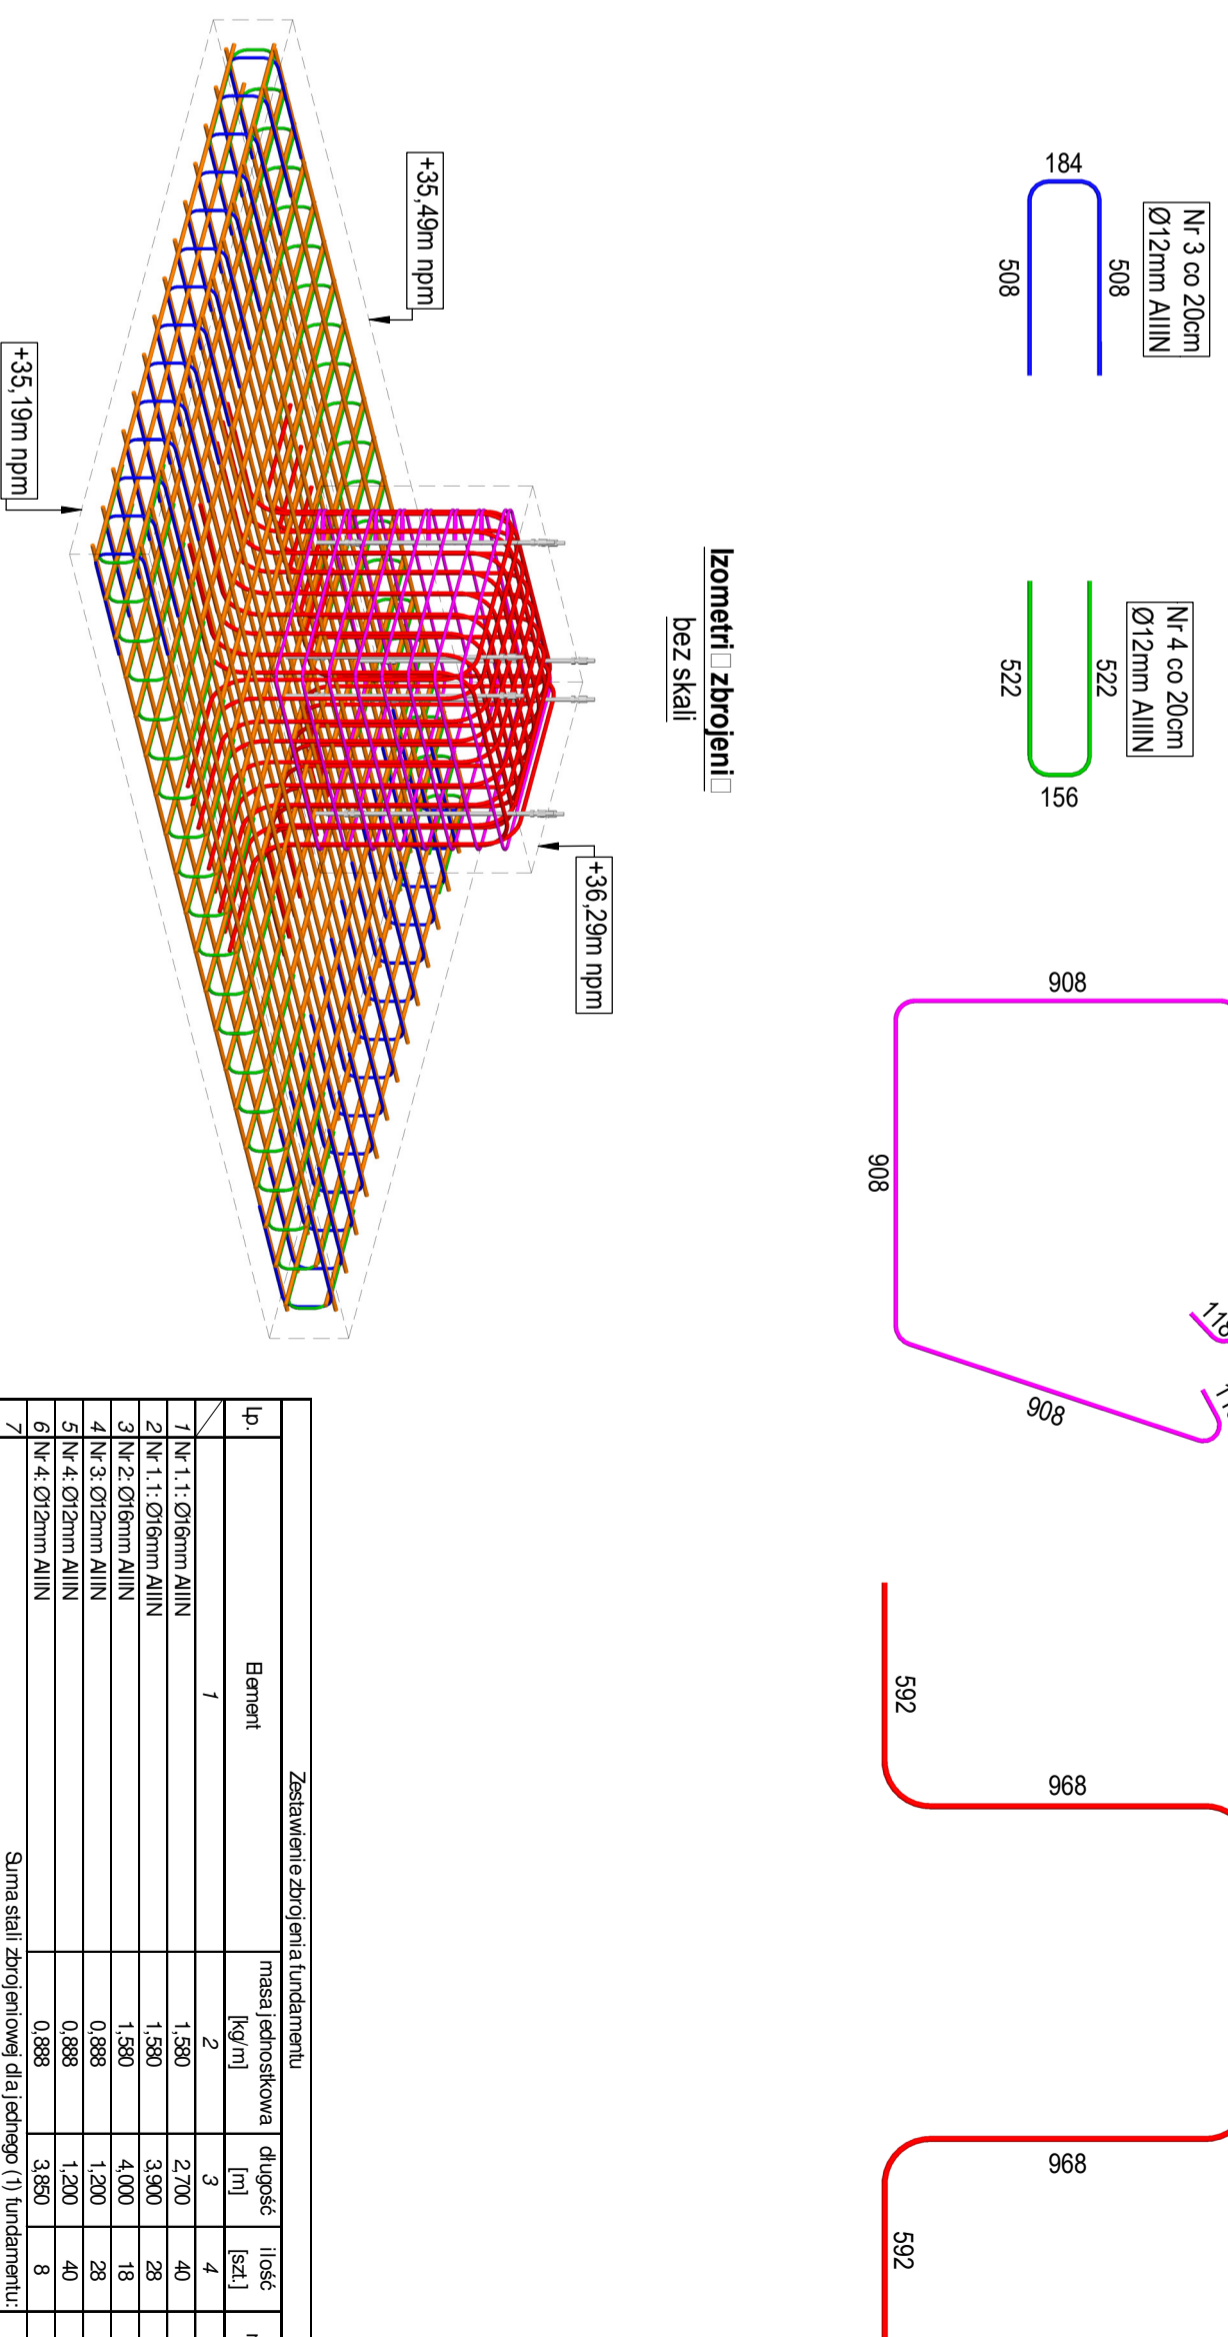 Nr 3 co 20cm
Ø12mm AIIIN
184
508
508
Nr 4 co 20cm
Ø12mm AIIIN
522
522
156
908
908
908
118
592
968
968
592
Izometri□ zbrojeni□
bez skali
+35,49m npm
+35,19m npm
+36,29m npm
Zestawienie zbrojenia fundamentu
Lp. Element masa jednostkowa [kg/m] długość [m] ilość [szt.]
1 2 3 4
1 Nr 1.1: Ø16mm AIIIN 1,580 2,700 40
2 Nr 1.1: Ø16mm AIIIN 1,580 3,900 28
3 Nr 2: Ø16mm AIIIN 1,580 4,000 18
4 Nr 3: Ø12mm AIIIN 0,888 1,200 28
5 Nr 4: Ø12mm AIIIN 0,888 1,200 40
6 Nr 4: Ø12mm AIIIN 0,888 3,850 8
7 Suma stali zbrojeniowej dla jednego (1) fundamentu: